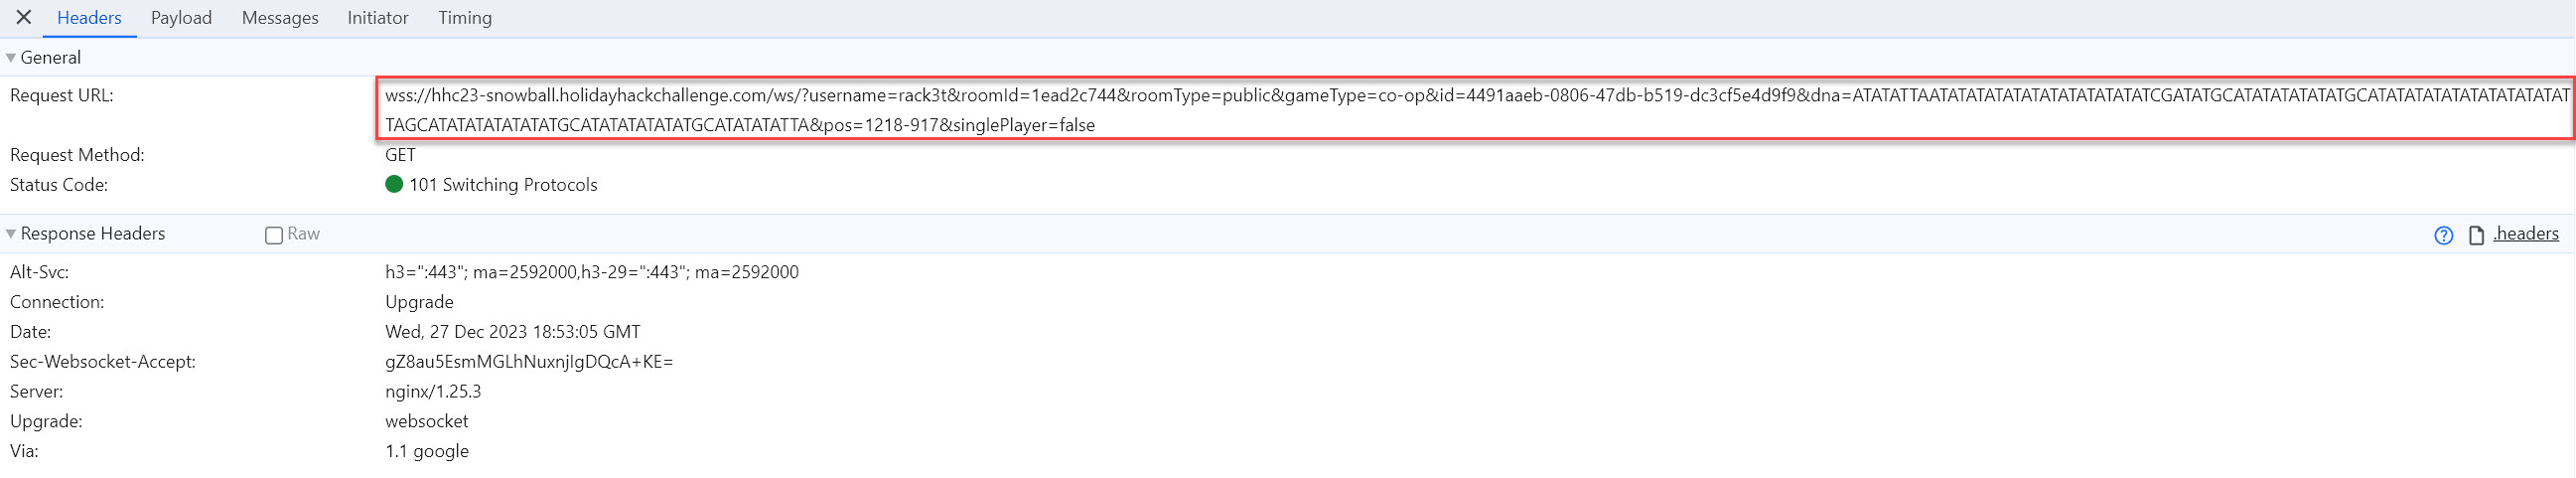 Headers Payload Messages Initiator Timing
General
Request URL: wss://hhc23-snowball.holidayhackchallenge.com/ws/?username=rack3t&roomId=1ead2c744&roomType=public&gameType=co-op&id=4491aaeb-0806-47db-b519-dc3cf5e4d9f9&dna=ATATATTAATATATATATATATATATATATATCGATATGCATATATATATATGCATATATATATATATATATAT
TAGCATATATATATATATGCATATATATATATGCATATATATTA&pos=1218-917&singlePlayer=false
Request Method: GET
Status Code: 101 Switching Protocols
Response Headers Raw .headers
Alt-Svc: h3=":443"; ma=2592000,h3-29=":443"; ma=2592000
Connection: Upgrade
Date: Wed, 27 Dec 2023 18:53:05 GMT
Sec-Websocket-Accept: gZ8au5EsmMGLhNuxnjIgDQcA+KE=
Server: nginx/1.25.3
Upgrade: websocket
Via: 1.1 google